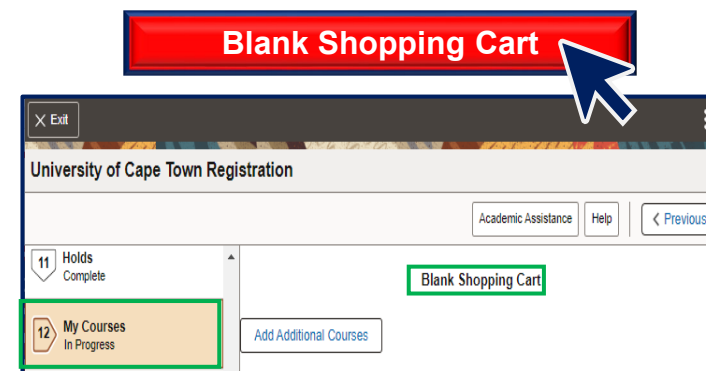 Blank Shopping Cart
Exit
University of Cape Town Registration
Academic Assistance Help Previous
11 Holds
Complete
Blank Shopping Cart
12 My Courses
In Progress
Add Additional Courses